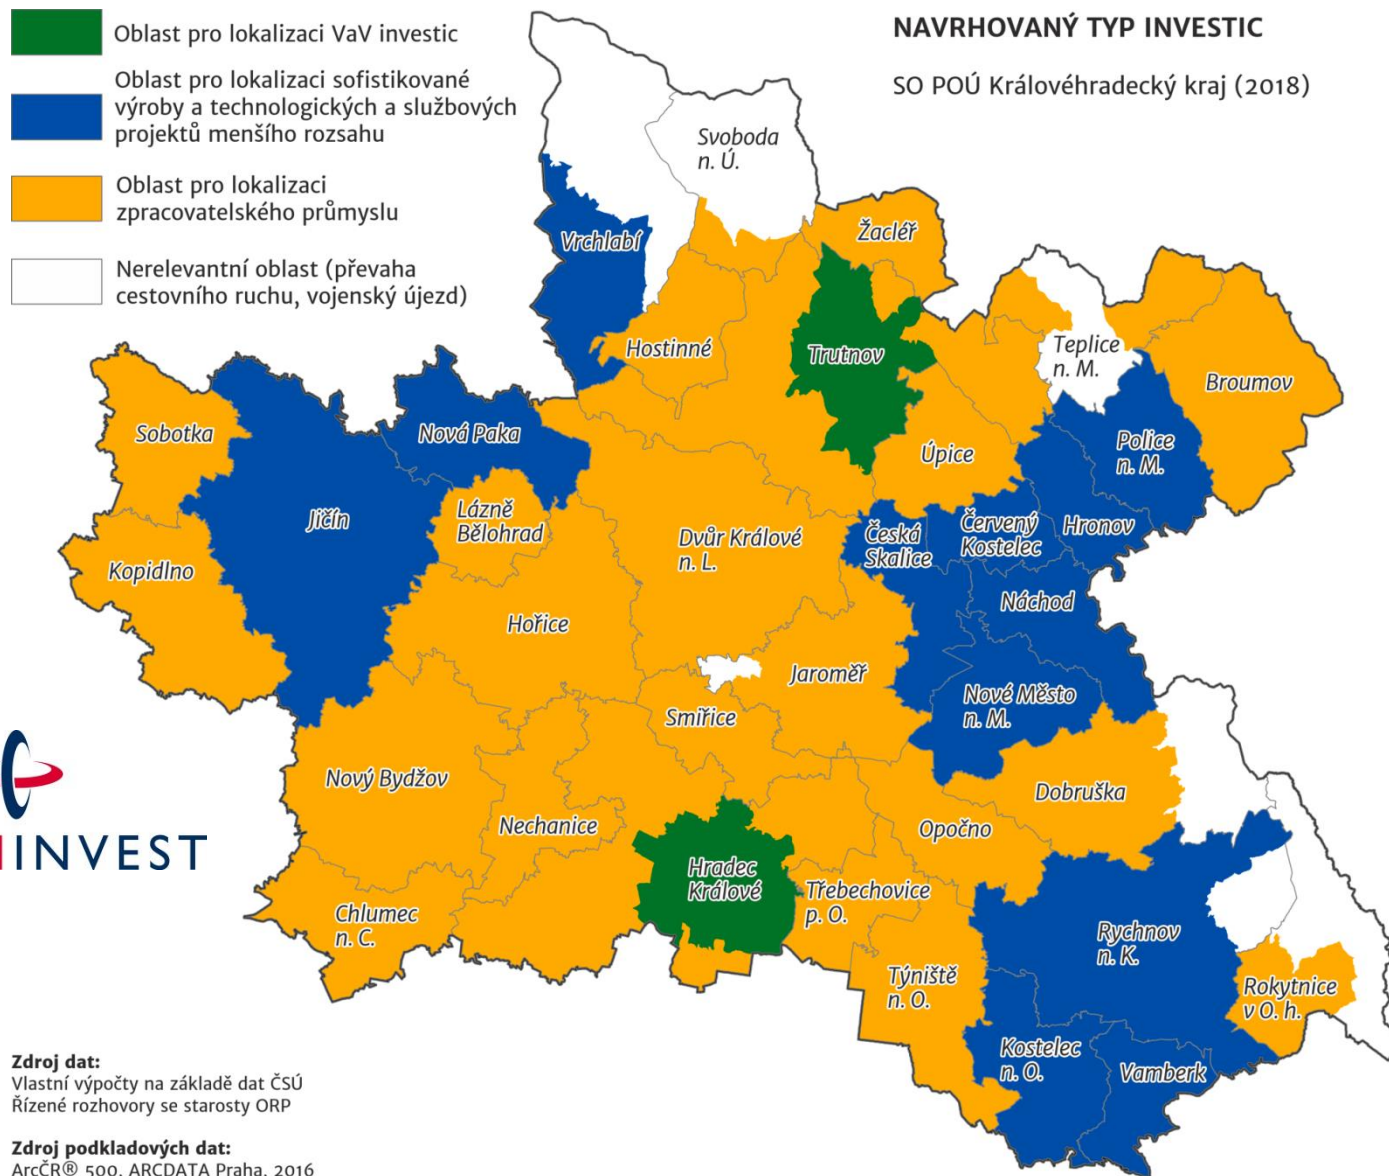 Oblast pro lokalizaci VaV investic
Oblast pro lokalizaci sofistikované
výroby a technologických a službových
projektů menšího rozsahu
Oblast pro lokalizaci
zpracovatelského průmyslu
Nerelevantní oblast (převaha
cestovního ruchu, vojenský újezd)
NAVRHOVANÝ TYP INVESTIC
SO POÚ Královéhradecký kraj (2018)
Svoboda
n. Ú.
Žacléř
Vrchlabí
Hostinné
Trutnov
Teplice
n. M.
Broumov
Sobotka
Nová Paka
Úpice
Police
n. M.
Jičín
Lázně
Bělohrad
Dvůr Králové
n. L.
Česká
Skalice
Červený
Kostelec
Hronov
Kopidlno
Hořice
Náchod
Jaroměř
Smiřice
Nové Město
n. M.
Nový Bydžov
Nechanice
Dobruška
Opočno
INVEST
Hradec
Králové
Třebechovice
p. O.
Chlumec
n. C.
Rychnov
n. K.
Týniště
n. O.
Rokytnice
v O. h.
Kostelec
n. O.
Vamberk
Zdroj dat:
Vlastní výpočty na základě dat ČSÚ
Řízené rozhovory se starosty ORP
Zdroj podkladových dat:
ArcČR® 500, ARCDATA Praha, 2016